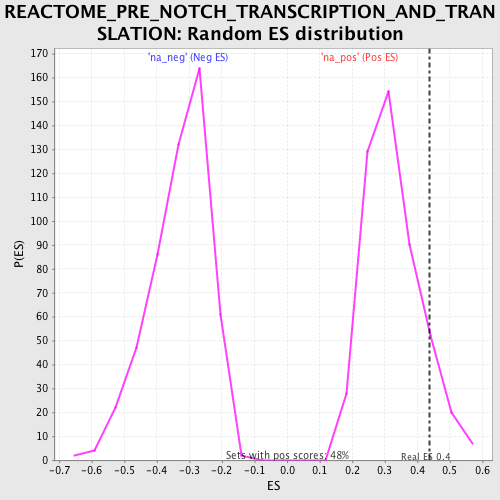 REACTOME_PRE_NOTCH_TRANSCRIPTION_AND_TRAN
SLATION: Random ES distribution
'na_neg' (Neg ES)
'na_pos' (Pos ES)
170
160
150
140
130
120
110
100
90
80
70
60
50
40
30
20
10
0
P(ES)
Sets with pos scores: 48%
Real ES 0.4
-0.7 -0.6 -0.5 -0.4 -0.3 -0.2 -0.1 0.0 0.1 0.2 0.3 0.4 0.5 0.6
ES